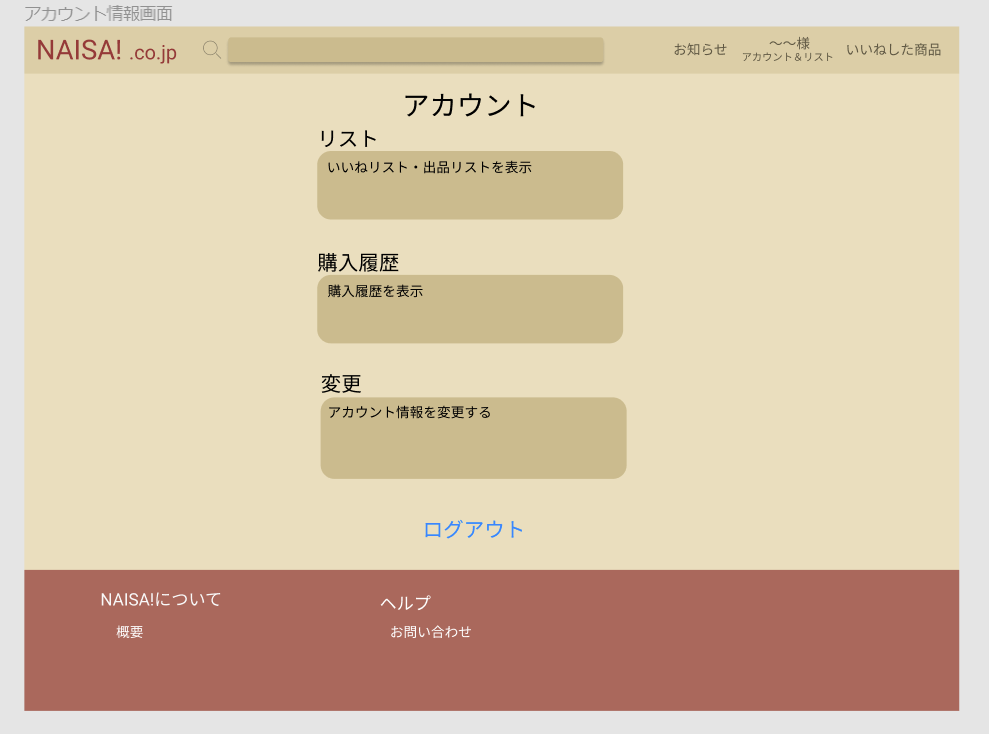 アカウント情報画面
NAISA! .co.jp
お知らせ
〜〜様
アカウント&リスト
いいねした商品
アカウント
リスト
いいねリスト・出品リストを表示
購入履歴
購入履歴を表示
変更
アカウント情報を変更する
ログアウト
NAISA!について
概要
ヘルプ
お問い合わせ